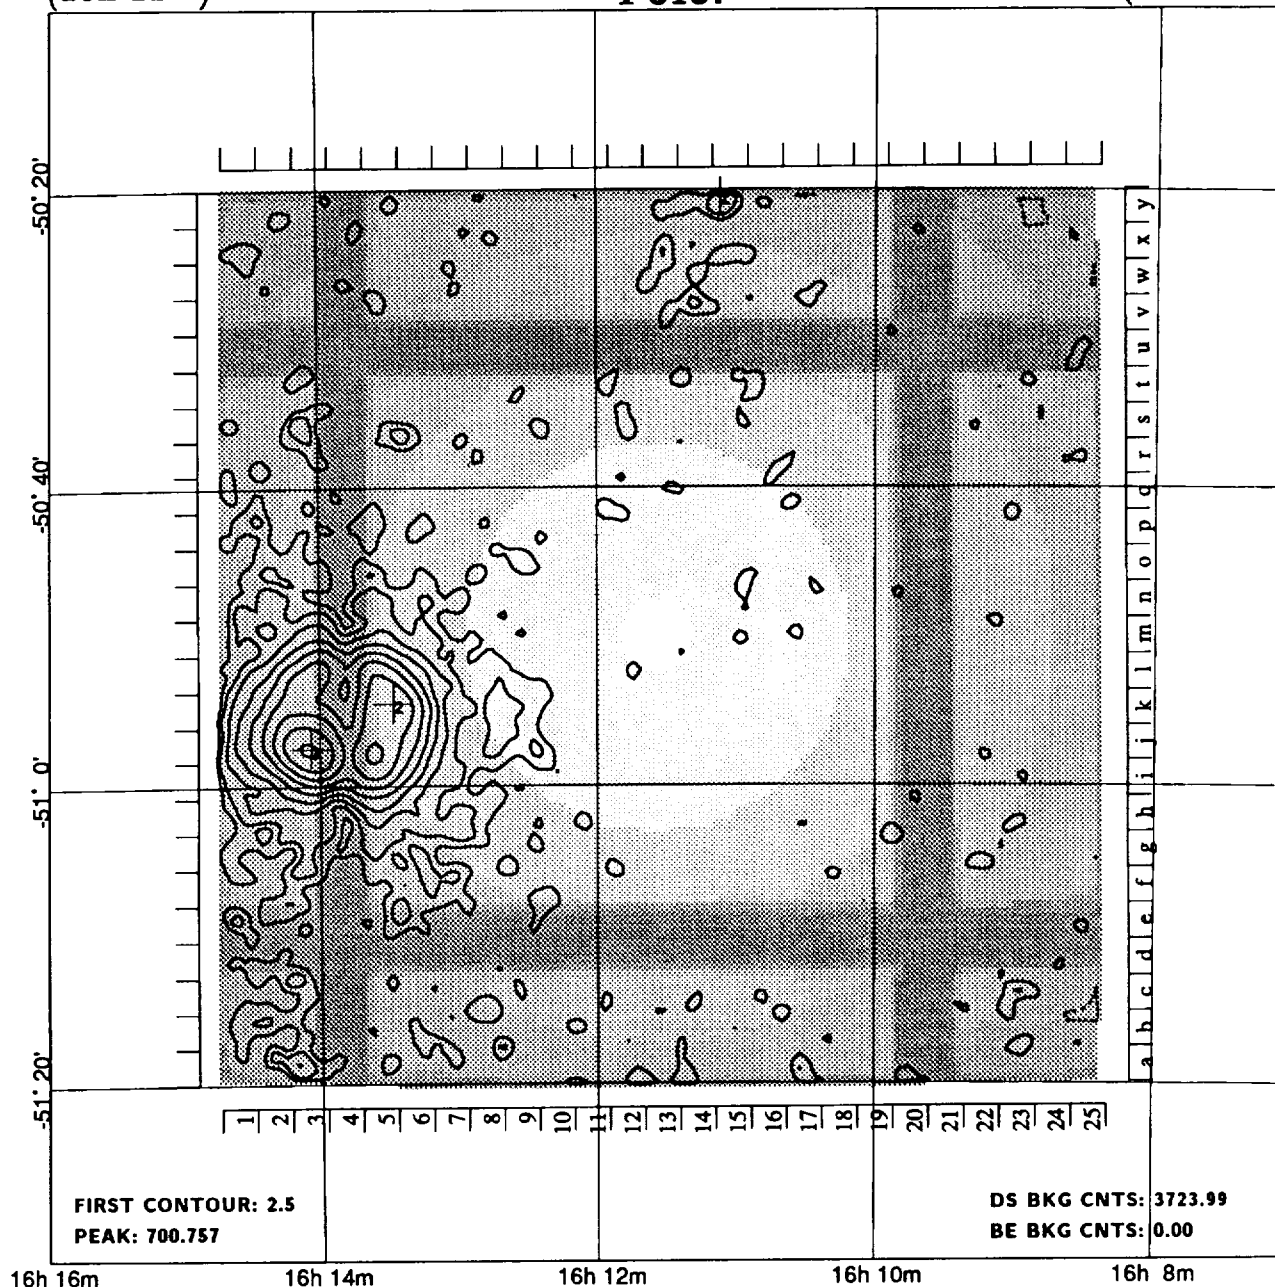 -50° 20'
y
x
w
v
u
t
s
r
-50° 40'
q
p
o
n
m
l
k
2
j
-51° 0'
i
h
g
f
e
d
c
b
a
-51° 20'
1 2 3 4 5 6 7 8 9 10 11 12 13 14 15 16 17 18 19 20 21 22 23 24 25
FIRST CONTOUR: 2.5
DS BKG CNTS: 3723.99
PEAK: 700.757
BE BKG CNTS: 0.00
16h 16m 16h 14m 16h 12m 16h 10m 16h 8m